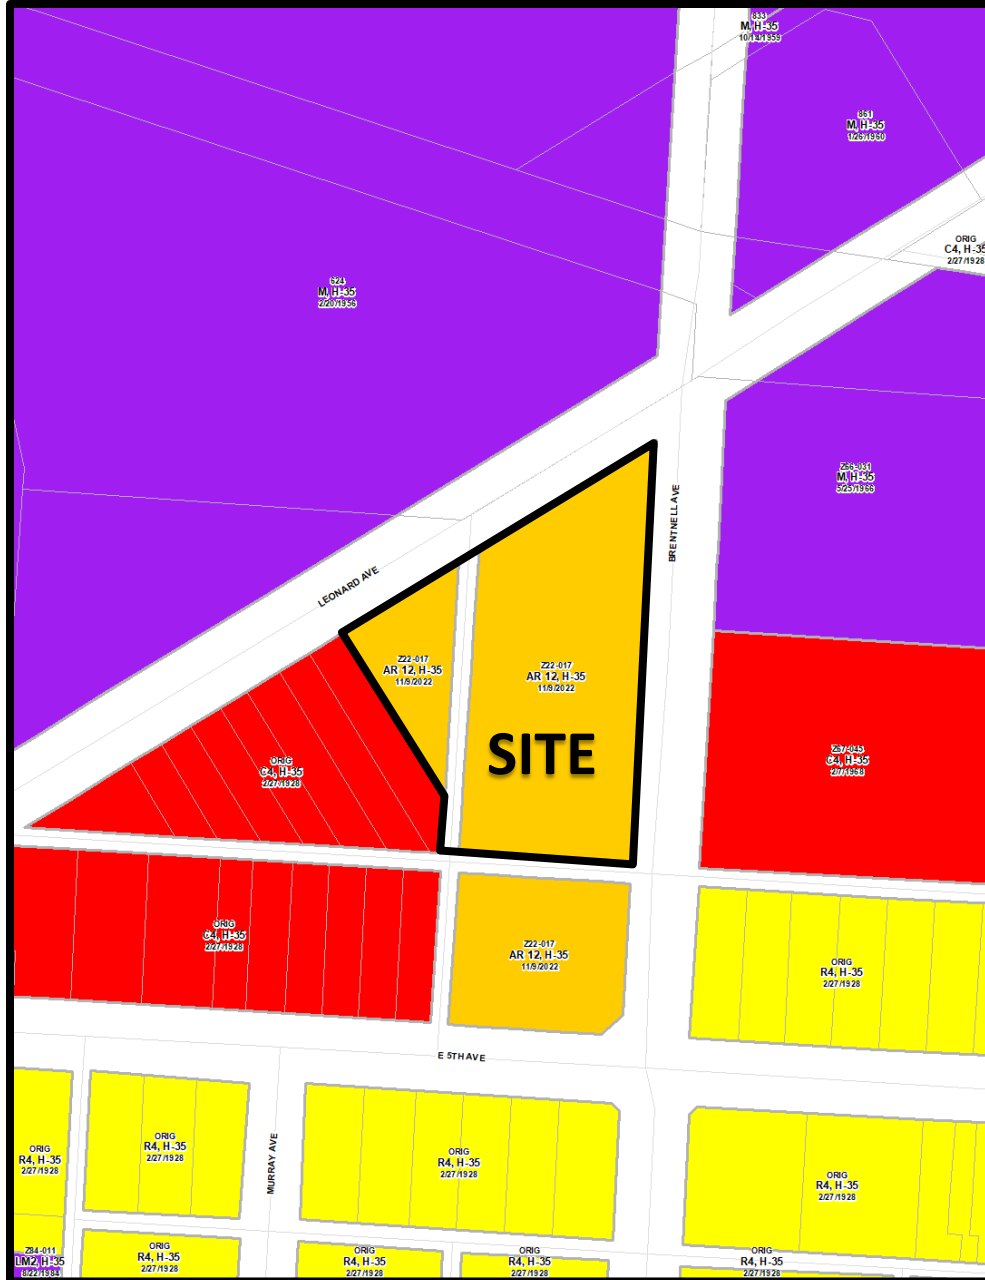 833
M, H-35
861
M, H-35
1/26/1960
ORIG
C4, H-35
2/27/1928
624
M, H-35
2/20/1956
Z66-031
M, H-35
5/25/1966
BRENTNELL AVE
LEONARD AVE
Z22-017
AR 12, H-35
11/9/2022
Z22-017
AR 12, H-35
11/9/2022
SITE
ORIG
C4, H-35
2/27/1928
Z67-045
C4, H-35
2/7/1968
ORIG
C4, H-35
2/27/1928
Z22-017
AR 12, H-35
11/9/2022
ORIG
R4, H-35
2/27/1928
E 5TH AVE
MURRAY AVE
ORIG
R4, H-35
2/27/1928
ORIG
R4, H-35
2/27/1928
ORIG
R4, H-35
2/27/1928
ORIG
R4, H-35
2/27/1928
Z84-011
LM2, H-35
8/22/1984
ORIG
R4, H-35
2/27/1928
ORIG
R4, H-35
2/27/1928
ORIG
R4, H-35
2/27/1928
ORIG
R4, H-35
2/27/1928